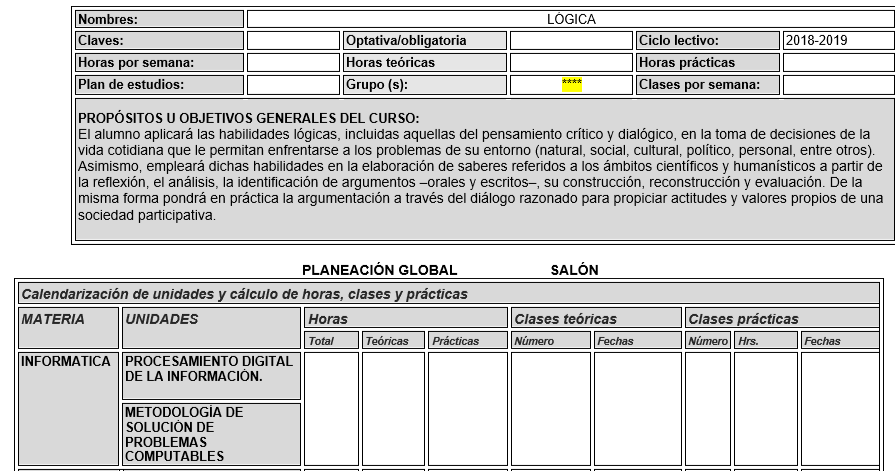 Nombres: LÓGICA
Claves: Optativa/obligatoria Ciclo lectivo: 2018-2019
Horas por semana: Horas teóricas Horas prácticas
Plan de estudios: Grupo (s): **** Clases por semana:
PROPÓSITOS U OBJETIVOS GENERALES DEL CURSO:
El alumno aplicará las habilidades lógicas, incluidas aquellas del pensamiento crítico y dialógico, en la toma de decisiones de la
vida cotidiana que le permitan enfrentarse a los problemas de su entorno (natural, social, cultural, político, personal, entre otros).
Asimismo, empleará dichas habilidades en la elaboración de saberes referidos a los ámbitos científicos y humanísticos a partir de
la reflexión, el análisis, la identificación de argumentos –orales y escritos–, su construcción, reconstrucción y evaluación. De la
misma forma pondrá en práctica la argumentación a través del diálogo razonado para propiciar actitudes y valores propios de una
sociedad participativa.
PLANEACIÓN GLOBAL SALÓN
Calendarización de unidades y cálculo de horas, clases y prácticas
MATERIA UNIDADES Horas Clases teóricas Clases prácticas
Total Teóricas Prácticas Número Fechas Número Hrs. Fechas
INFORMATICA PROCESAMIENTO DIGITAL
DE LA INFORMACIÓN.
METODOLOGÍA DE
SOLUCIÓN DE
PROBLEMAS
COMPUTABLES